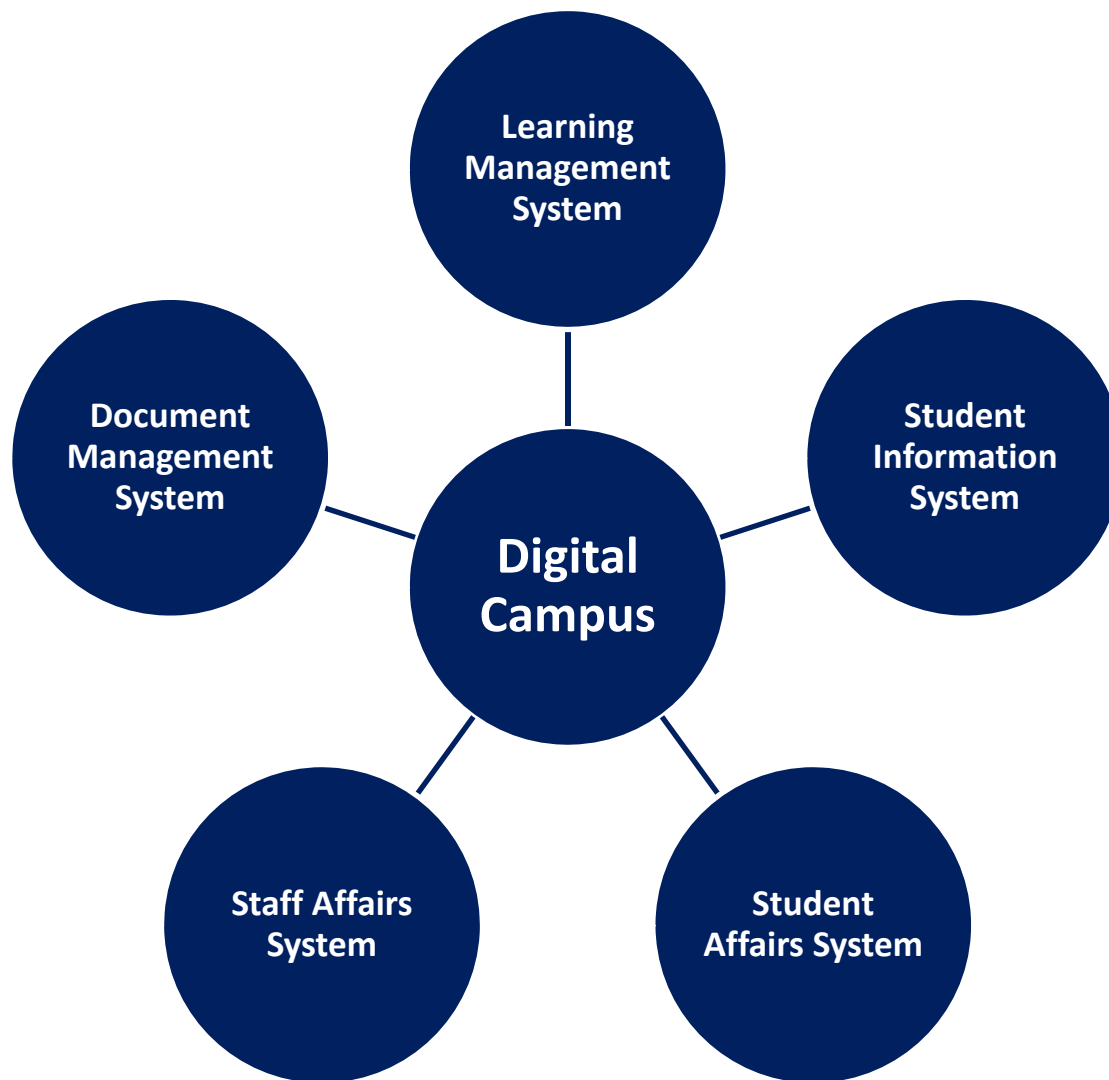 Learning
Management
System
Document
Management
System
Student
Information
System
Digital
Campus
Staff Affairs
System
Student
Affairs System